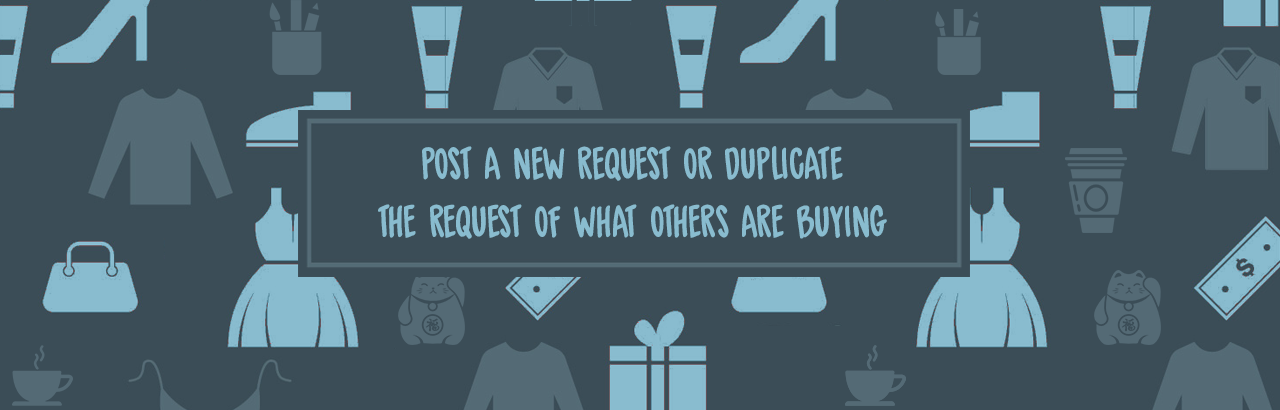 POST A NEW REQUEST OR DUPLICATE
THE REQUEST OF WHAT OTHERS ARE BUYING
$